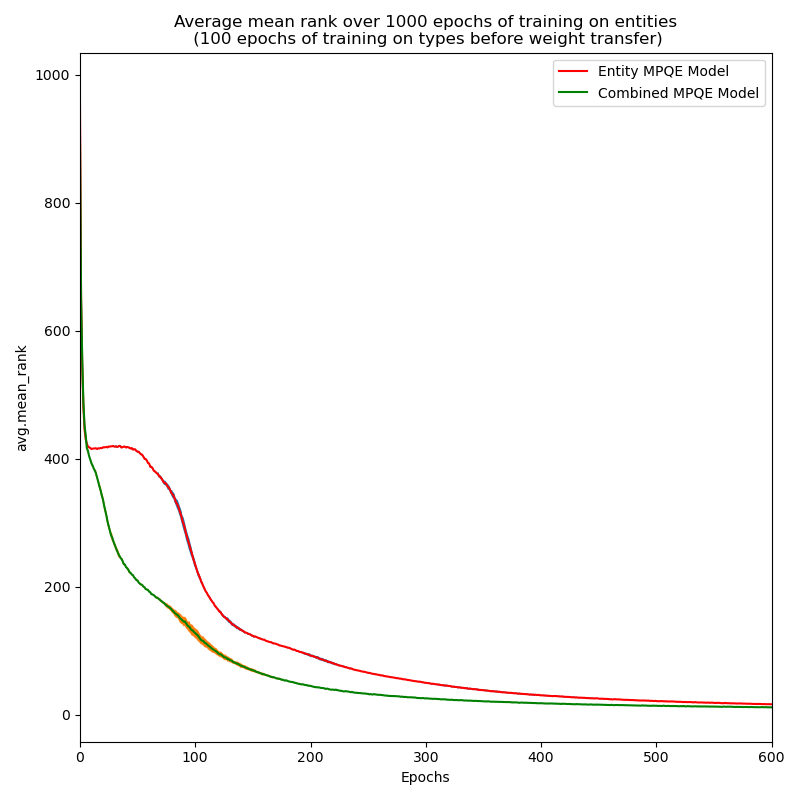 Average mean rank over 1000 epochs of training on entities
(100 epochs of training on types before weight transfer)
Entity MPQE Model
Combined MPQE Model
1000
800
600
400
200
0
avg.mean_rank
0 100 200 300 400 500 600
Epochs